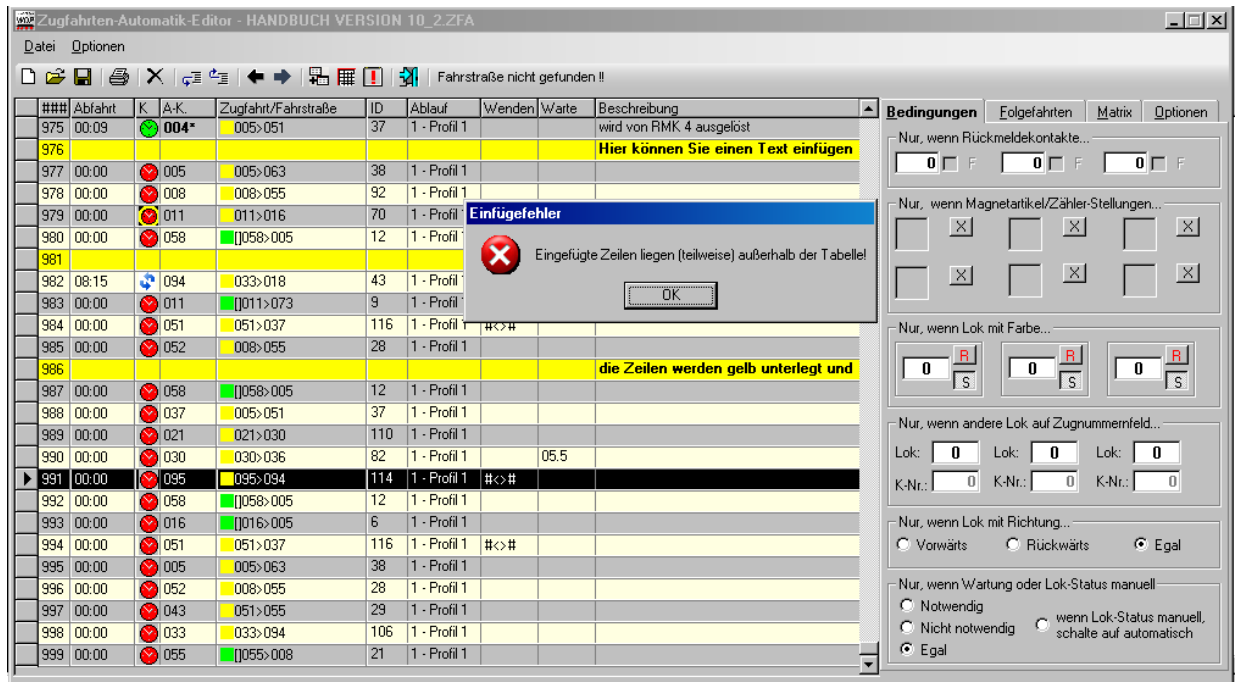 Zugfahrten-Automatik-Editor - HANDBUCH VERSION 10_2.ZFA
Datei Optionen
Fahrstraße nicht gefunden !!
### Abfahrt K A-K. Zugfahrt/Fahrstraße ID Ablauf Wenden Warte Beschreibung
975 00:09 004* 005>051 37 1 - Profil 1 wird von RMK 4 ausgelöst
976 Hier können Sie einen Text einfügen
977 00:00 005 005>063 38 1 - Profil 1
978 00:00 008 008>055 92 1 - Profil 1
979 00:00 011 011>016 70 1 - Profil
980 00:00 058 []058>005 12 1 - Profil
981
982 08:15 094 033>018 43 1 - Profil
983 00:00 011 []011>073 9 1 - Profil
984 00:00 051 051>037 116 1 - Profil 1 #<>#
985 00:00 052 008>055 28 1 - Profil 1
986 die Zeilen werden gelb unterlegt und
987 00:00 058 []058>005 12 1 - Profil 1
988 00:00 037 005>051 37 1 - Profil 1
989 00:00 021 021>030 110 1 - Profil 1
990 00:00 030 030>036 82 1 - Profil 1 05.5
991 00:00 095 095>094 114 1 - Profil 1 #<>#
992 00:00 058 []058>005 12 1 - Profil 1
993 00:00 016 []016>005 6 1 - Profil 1
994 00:00 051 051>037 116 1 - Profil 1 #<>#
995 00:00 005 005>063 38 1 - Profil 1
996 00:00 052 008>055 28 1 - Profil 1
997 00:00 043 051>055 29 1 - Profil 1
998 00:00 033 033>094 106 1 - Profil 1
999 00:00 055 []055>008 21 1 - Profil 1
Einfügefehler
Eingefügte Zeilen liegen (teilweise) außerhalb der Tabelle!
OK
Bedingungen Folgefahrten Matrix Optionen
Nur, wenn Rückmeldekontakte...
0 F 0 F 0 F
Nur, wenn Magnetartikel/Zähler-Stellungen...
X X X
X X X
Nur, wenn Lok mit Farbe...
0 R S 0 R S 0 R S
Nur, wenn andere Lok auf Zugnummernfeld...
Lok: 0 Lok: 0 Lok: 0
K-Nr.: 0 K-Nr.: 0 K-Nr.: 0
Nur, wenn Lok mit Richtung...
Vorwärts Rückwärts Egal
Nur, wenn Wartung oder Lok-Status manuell
Notwendig
Nicht notwendig
Egal
wenn Lok-Status manuell,
schalte auf automatisch